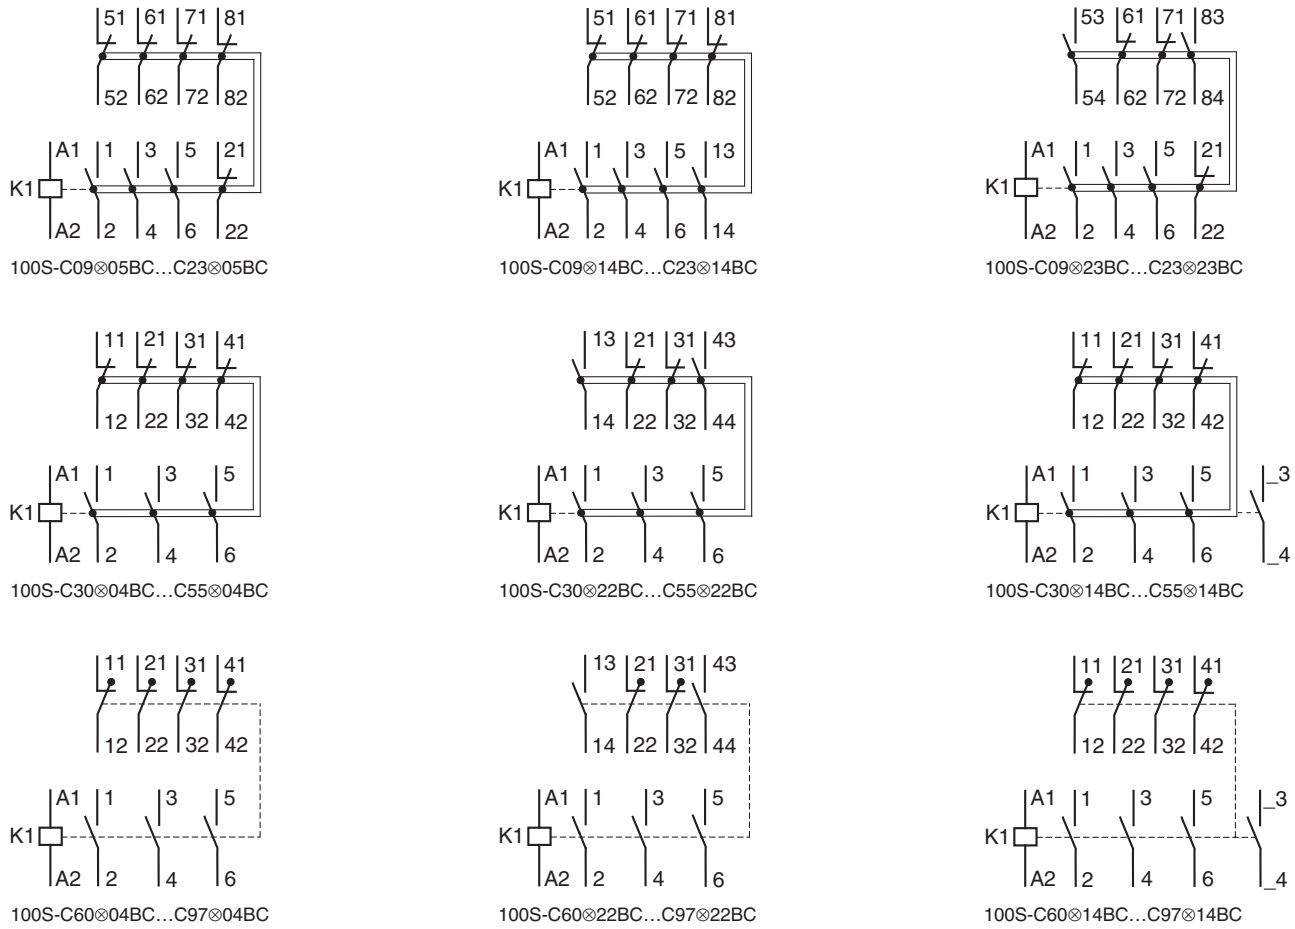 51 61 71 81
52 62 72 82
A1 1 3 5 21
K1
A2 2 4 6 22
100S-C09⊗05BC…C23⊗05BC
51 61 71 81
52 62 72 82
A1 1 3 5 13
K1
A2 2 4 6 14
100S-C09⊗14BC…C23⊗14BC
53 61 71 83
54 62 72 84
A1 1 3 5 21
K1
A2 2 4 6 22
100S-C09⊗23BC…C23⊗23BC
11 21 31 41
12 22 32 42
A1 1 3 5
K1
A2 2 4 6
100S-C30⊗04BC…C55⊗04BC
13 21 31 43
14 22 32 44
A1 1 3 5
K1
A2 2 4 6
100S-C30⊗22BC…C55⊗22BC
11 21 31 41
12 22 32 42
A1 1 3 5 _3
K1
A2 2 4 6 _4
100S-C30⊗14BC…C55⊗14BC
11 21 31 41
12 22 32 42
A1 1 3 5
K1
A2 2 4 6
100S-C60⊗04BC…C97⊗04BC
13 21 31 43
14 22 32 44
A1 1 3 5
K1
A2 2 4 6
100S-C60⊗22BC…C97⊗22BC
11 21 31 41
12 22 32 42
A1 1 3 5 _3
K1
A2 2 4 6 _4
100S-C60⊗14BC…C97⊗14BC